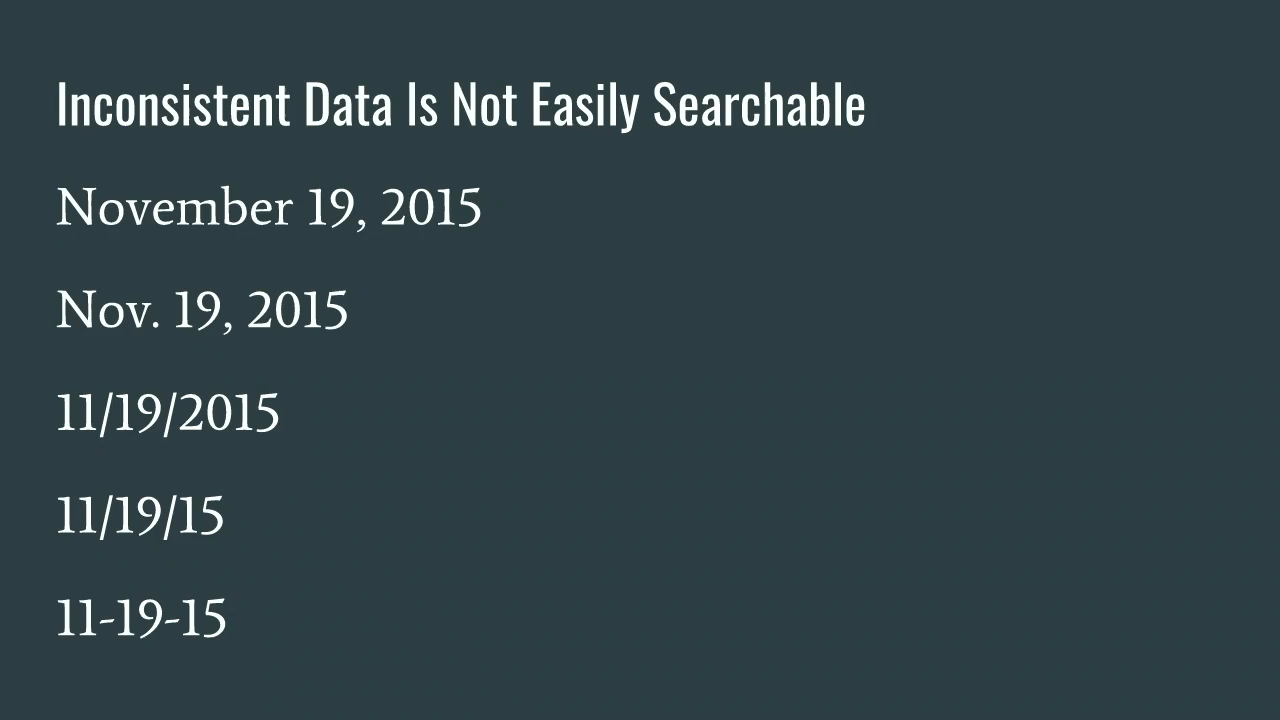 Inconsistent Data Is Not Easily Searchable
November 19, 2015
Nov. 19, 2015
11/19/2015
11/19/15
11-19-15